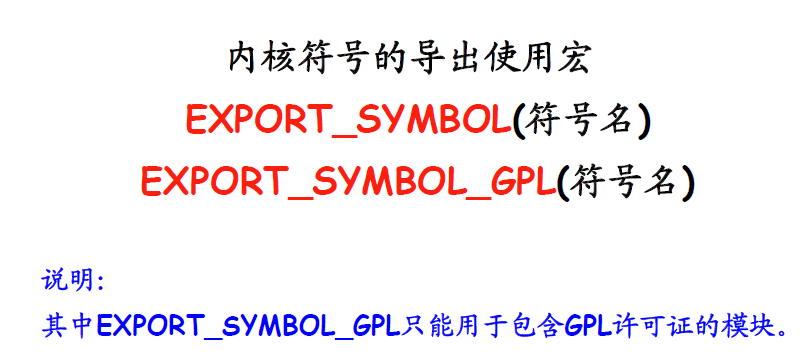 内核符号的导出使用宏
EXPORT_SYMBOL(符号名)
EXPORT_SYMBOL_GPL(符号名)
说明:
其中EXPORT_SYMBOL_GPL只能用于包含GPL许可证的模块。